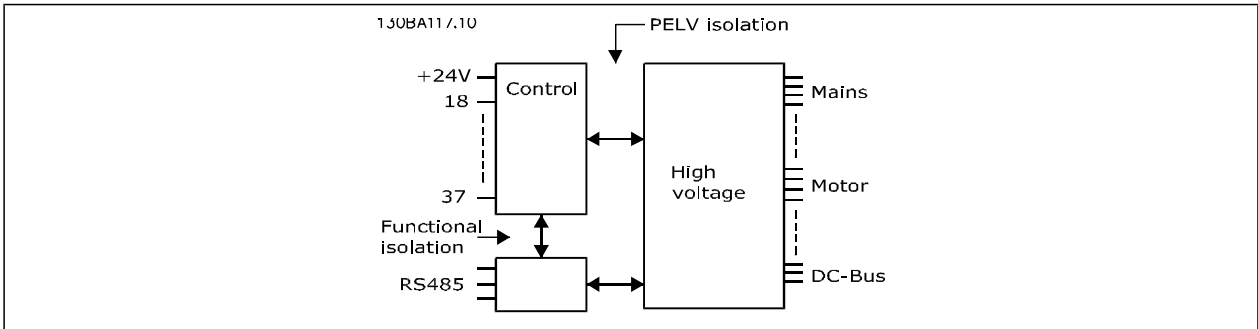 130BA117.10
PELV isolation
+24V
Control
18
Mains
High
voltage
37
Motor
Functional
isolation
RS485
DC-Bus